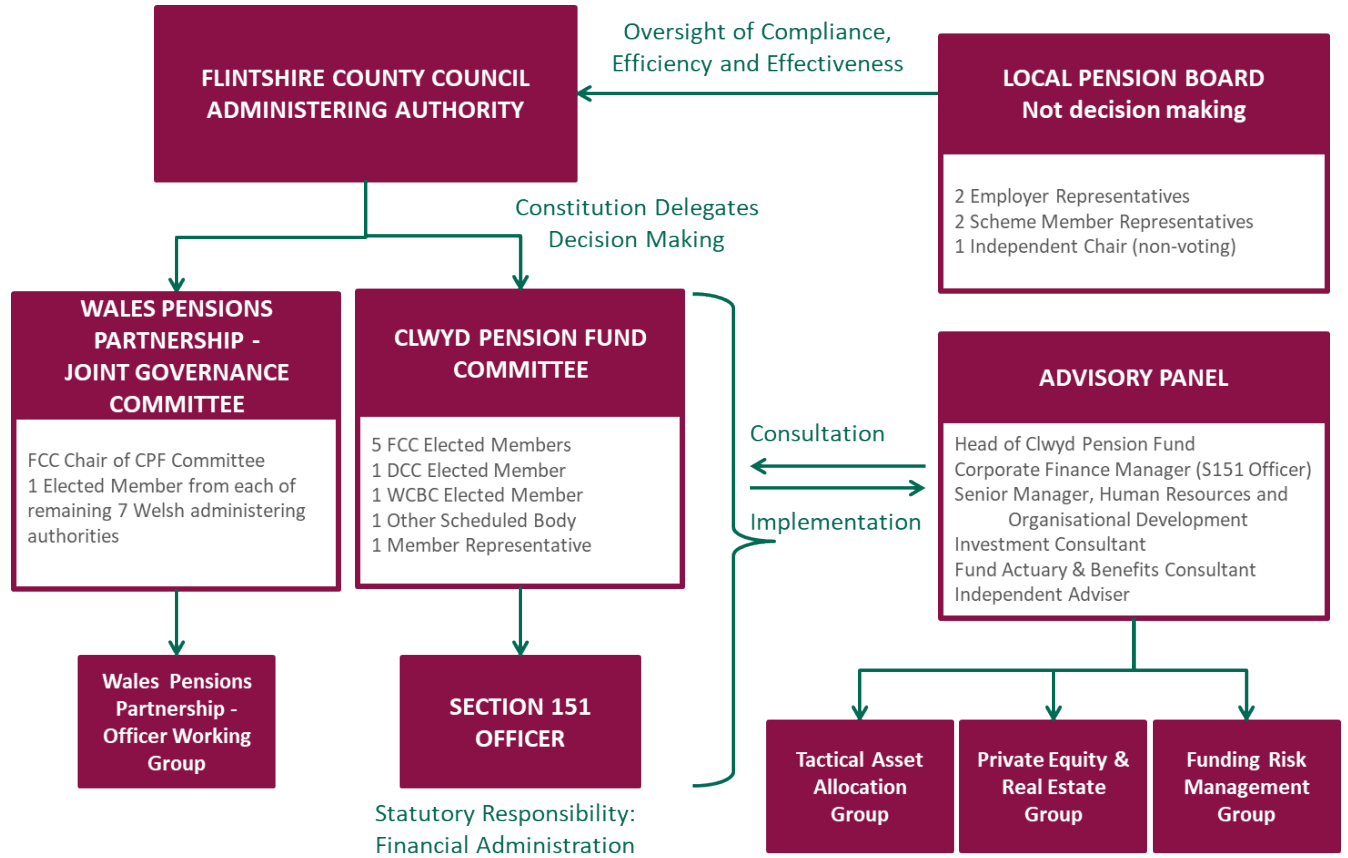 FLINTSHIRE COUNTY COUNCIL
ADMINISTERING AUTHORITY
Oversight of Compliance,
Efficiency and Effectiveness
LOCAL PENSION BOARD
Not decision making
2 Employer Representatives
2 Scheme Member Representatives
1 Independent Chair (non-voting)
Constitution Delegates
Decision Making
WALES PENSIONS
PARTNERSHIP -
JOINT GOVERNANCE
COMMITTEE
FCC Chair of CPF Committee
1 Elected Member from each of
remaining 7 Welsh administering
authorities
CLWYD PENSION FUND
COMMITTEE
5 FCC Elected Members
1 DCC Elected Member
1 WCBC Elected Member
1 Other Scheduled Body
1 Member Representative
Consultation
Implementation
ADVISORY PANEL
Head of Clwyd Pension Fund
Corporate Finance Manager (S151 Officer)
Senior Manager, Human Resources and
Organisational Development
Investment Consultant
Fund Actuary & Benefits Consultant
Independent Adviser
Wales Pensions
Partnership -
Officer Working
Group
SECTION 151
OFFICER
Statutory Responsibility:
Financial Administration
Tactical Asset
Allocation
Group
Private Equity &
Real Estate
Group
Funding Risk
Management
Group